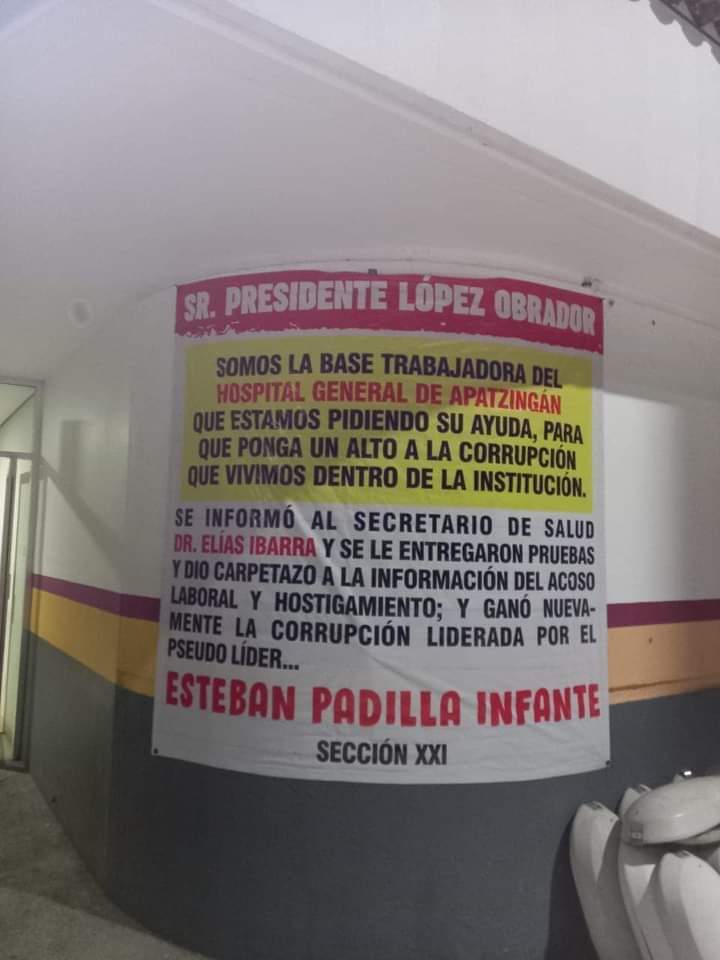 SR. PRESIDENTE LÓPEZ OBRADOR
SOMOS LA BASE TRABAJADORA DEL
HOSPITAL GENERAL DE APATZINGÁN
QUE ESTAMOS PIDIENDO SU AYUDA, PARA
QUE PONGA UN ALTO A LA CORRUPCIÓN
QUE VIVIMOS DENTRO DE LA INSTITUCIÓN.
SE INFORMÓ AL SECRETARIO DE SALUD
DR. ELÍAS IBARRA Y SE LE ENTREGARON PRUEBAS
Y DIO CARPETAZO A LA INFORMACIÓN DEL ACOSO
LABORAL Y HOSTIGAMIENTO; Y GANÓ NUEVA-
MENTE LA CORRUPCIÓN LIDERADA POR EL
PSEUDO LÍDER...
ESTEBAN PADILLA INFANTE
SECCIÓN XXI